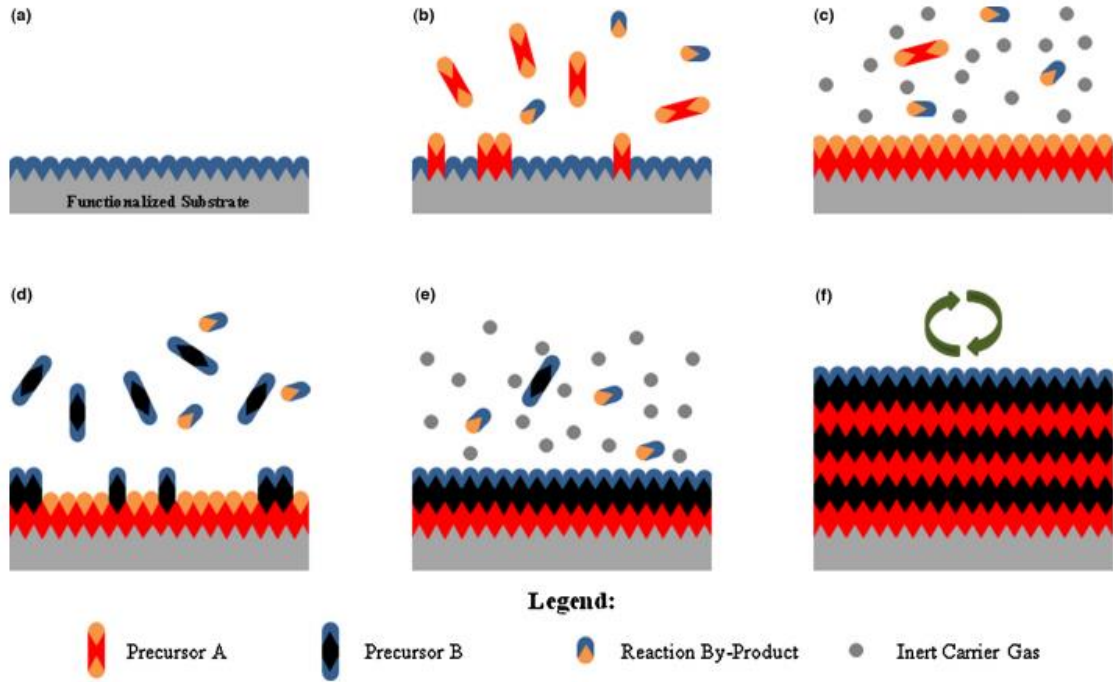 (a)
(b)
(c)
Functionalized Substrate
(d)
(e)
(f)
Legend:
Precursor A
Precursor B
Reaction By-Product
Inert Carrier Gas